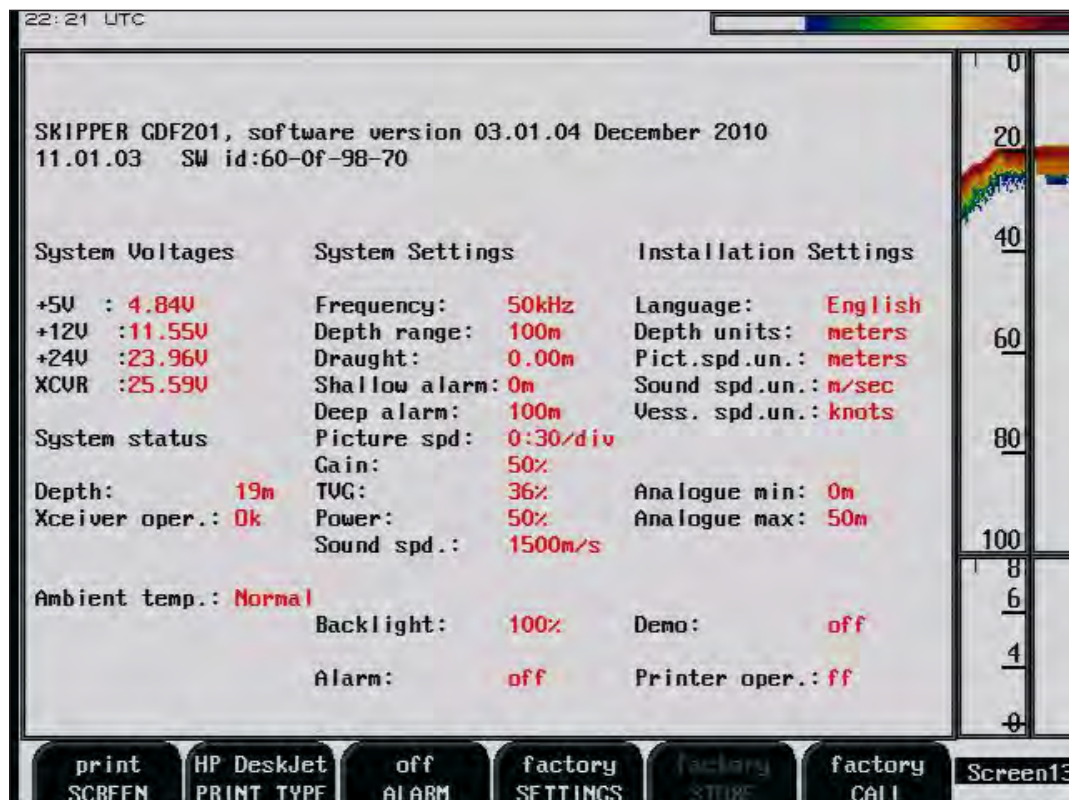 22:21 UTC
SKIPPER GDF201, software version 03.01.04 December 2010
11.01.03 SW id:60-0f-98-70
System Voltages
+5V : 4.84V
+12V :11.55V
+24V :23.96V
XCVR :25.59V
System status
Depth: 19m
Xceiver oper.: Ok
Ambient temp.: Normal
System Settings
Frequency: 50kHz
Depth range: 100m
Draught: 0.00m
Shallow alarm: 0m
Deep alarm: 100m
Picture spd: 0:30/div
Gain: 50%
TVG: 36%
Power: 50%
Sound spd.: 1500m/s
Backlight: 100%
Alarm: off
Installation Settings
Language: English
Depth units: meters
Pict.spd.un.: meters
Sound spd.un.: m/sec
Vess. spd.un.: knots
Analogue min: 0m
Analogue max: 50m
Demo: off
Printer oper.: ff
0
20
40
60
80
100
8
6
4
0
print
SCREEN
HP DeskJet
PRINT TYPE
off
ALARM
factory
SETTINGS
factory
STORE
factory
CALL
Screen13